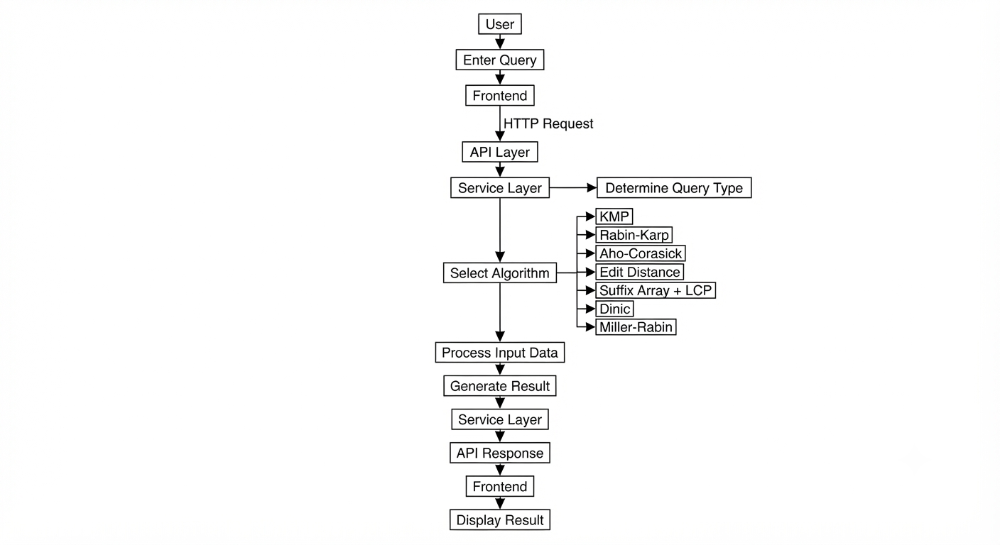 User
Enter Query
Frontend
HTTP Request
API Layer
Service Layer
Determine Query Type
KMP
Rabin-Karp
Aho-Corasick
Select Algorithm
Edit Distance
Suffix Array + LCP
Dinic
Miller-Rabin
Process Input Data
Generate Result
Service Layer
API Response
Frontend
Display Result